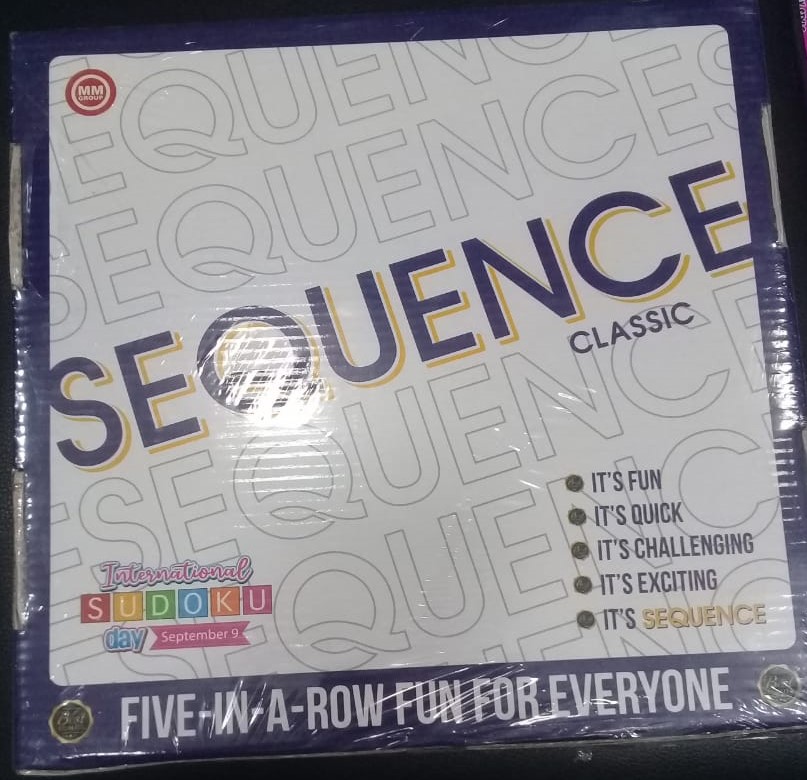 MM
GROUP
SEQUENCE
CLASSIC
IT'S FUN
IT'S QUICK
IT'S CHALLENGING
IT'S EXCITING
IT'S SEQUENCE
International
SUDOKU
day September 9
FIVE-IN-A-ROW FUN FOR EVERYONE